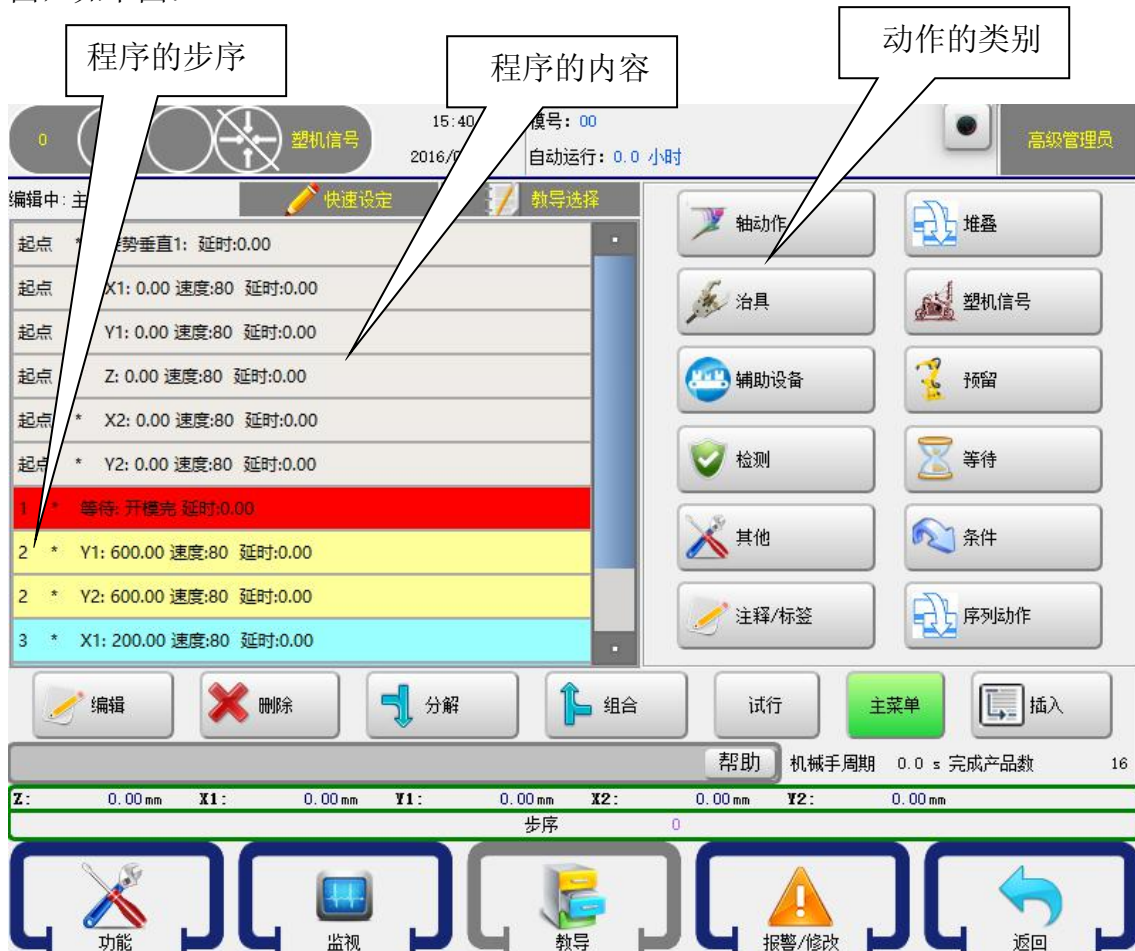 程序的步序
程序的内容
动作的类别
0
塑机信号
15:40
模号: 00
高级管理员
2016/0
自动运行: 0.0 小时
编辑中: 主
快速设定
教导选择
起点 * 势垂直1: 延时:0.00
起点 X1: 0.00 速度:80 延时:0.00
起点 Y1: 0.00 速度:80 延时:0.00
起点 Z: 0.00 速度:80 延时:0.00
起点 * X2: 0.00 速度:80 延时:0.00
起点 * Y2: 0.00 速度:80 延时:0.00
1 * 等待: 开模完 延时:0.00
2 * Y1: 600.00 速度:80 延时:0.00
2 * Y2: 600.00 速度:80 延时:0.00
3 * X1: 200.00 速度:80 延时:0.00
轴动作
堆叠
治具
塑机信号
辅助设备
预留
检测
等待
其他
条件
注释/标签
序列动作
编辑
删除
分解
组合
试行
主菜单
插入
帮助
机械手周期 0.0 s 完成产品数 16
Z: 0.00mm X1: 0.00mm Y1: 0.00mm X2: 0.00mm Y2: 0.00mm
步序 0
功能
监视
教导
报警/修改
返回